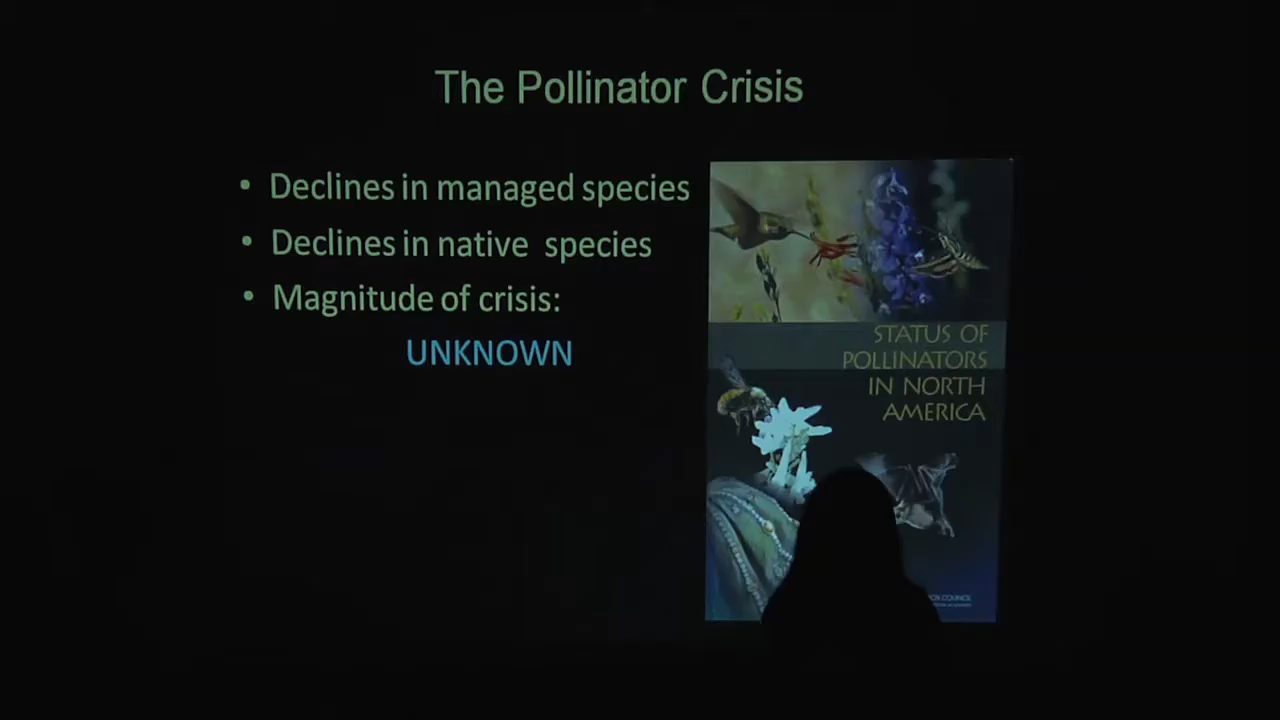 The Pollinator Crisis
• Declines in managed species
• Declines in native species
• Magnitude of crisis:
UNKNOWN
STATUS OF
POLLINATORS
IN NORTH
AMERICA
COUNCIL